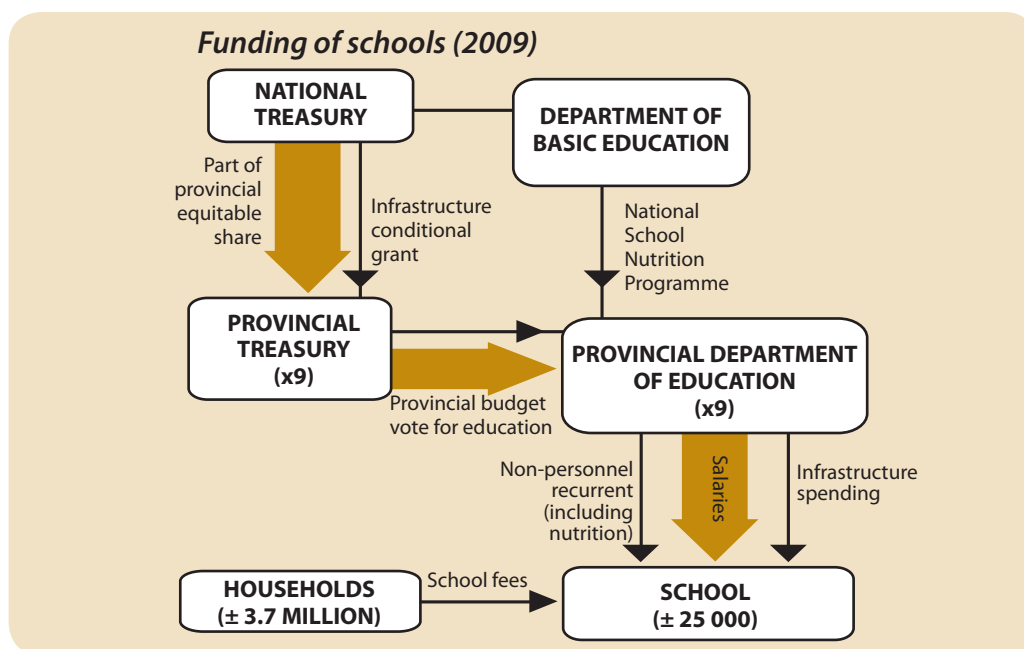 Funding of schools (2009)
NATIONAL
TREASURY
DEPARTMENT OF
BASIC EDUCATION
Part of
provincial
equitable
share
Infrastructure
conditional
grant
National
School
Nutrition
Programme
PROVINCIAL
TREASURY
(x9)
PROVINCIAL DEPARTMENT
OF EDUCATION
(x9)
Provincial budget
vote for education
Non-personnel
recurrent
(including
nutrition)
Salaries
Infrastructure
spending
HOUSEHOLDS
(± 3.7 MILLION)
School fees
SCHOOL
(± 25 000)